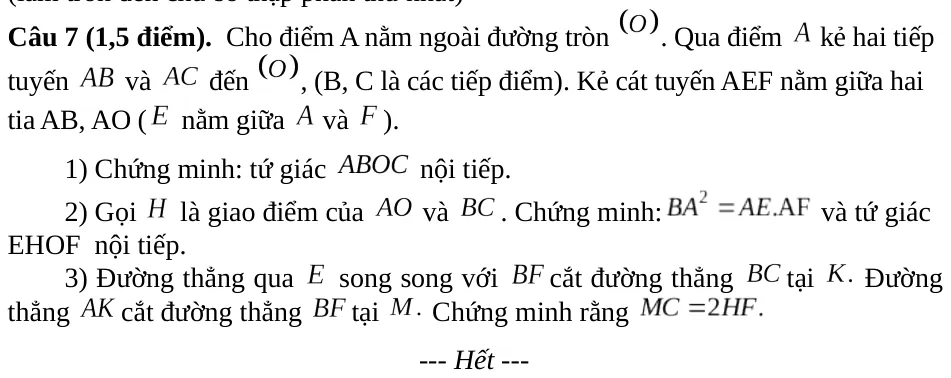 Câu 7 (1,5 điểm). Cho điểm A nằm ngoài đường tròn (O). Qua điểm A kẻ hai tiếp
tuyến AB và AC đến (O), (B, C là các tiếp điểm). Kẻ cát tuyến AEF nằm giữa hai
tia AB, AO ( E nằm giữa A và F ).
1) Chứng minh: tứ giác ABOC nội tiếp.
2) Gọi H là giao điểm của AO và BC. Chứng minh: BA² = AE.AF và tứ giác
EHOF nội tiếp.
3) Đường thẳng qua E song song với BF cắt đường thẳng BC tại K. Đường
thẳng AK cắt đường thẳng BF tại M. Chứng minh rằng MC = 2HF.
--- Hết ---